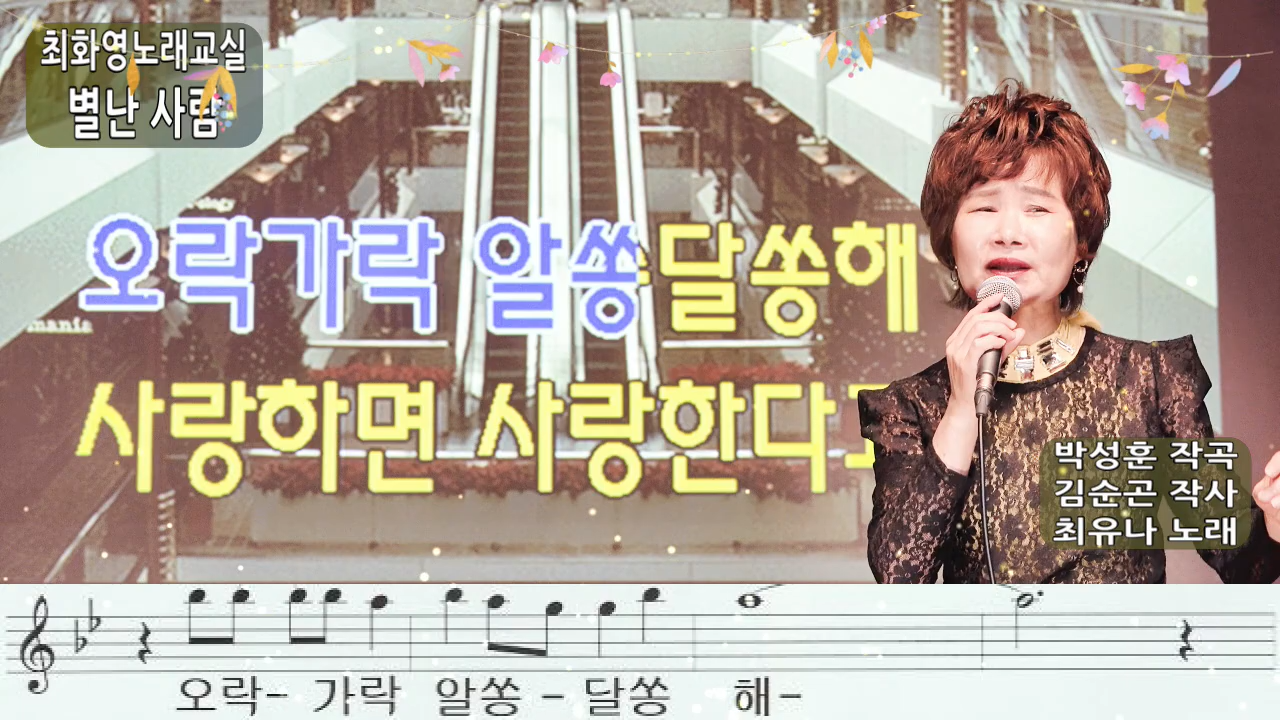 최화영노래교실
별난 사람
오락가락 알쏭달쏭해
사랑하면 사랑한다고
박성훈 작곡
김순곤 작사
최유나 노래
오락- 가락 알쏭 - 달쏭 해-